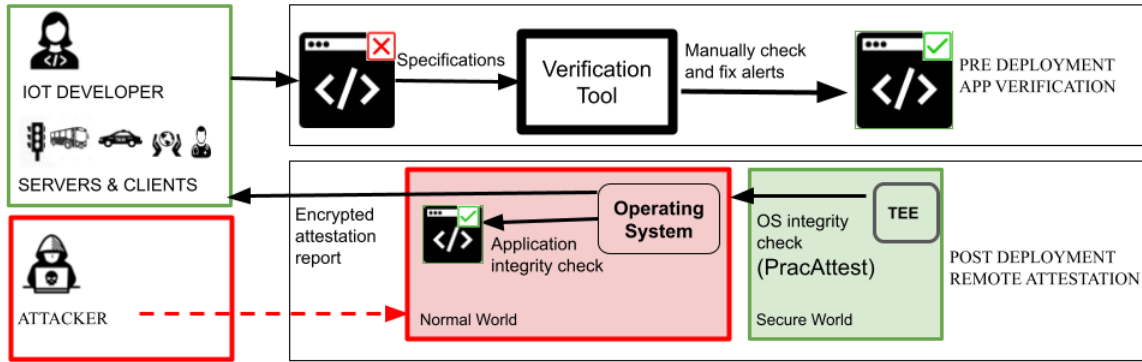 IOT DEVELOPER
SERVERS & CLIENTS
</>
Specifications
Verification
Tool
Manually check
and fix alerts
</>
PRE DEPLOYMENT
APP VERIFICATION
ATTACKER
Encrypted
attestation
report
</>
Application
integrity check
Operating
System
Normal World
OS integrity
check
(PracAttest)
TEE
Secure World
POST DEPLOYMENT
REMOTE ATTESTATION